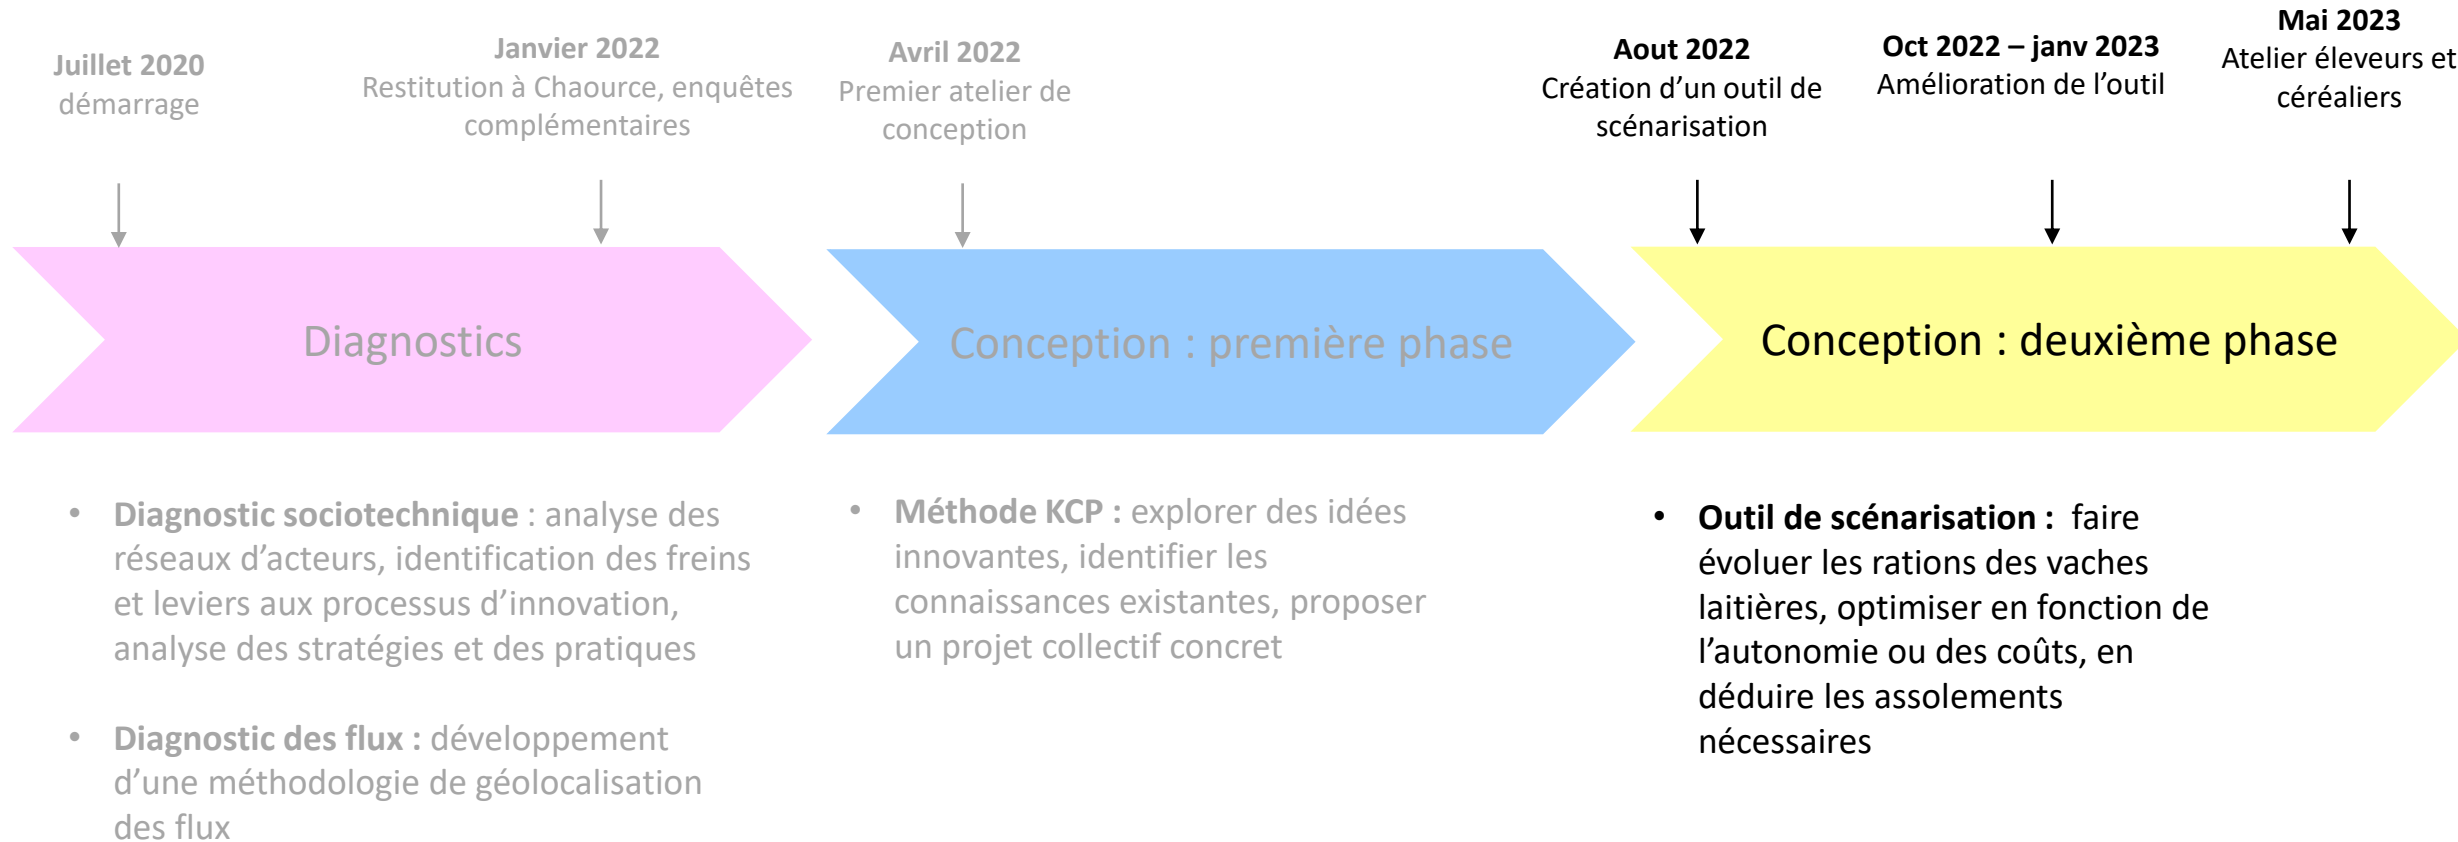 Juillet 2020
démarrage
Janvier 2022
Restitution à Chaource, enquêtes
complémentaires
Avril 2022
Premier atelier de
conception
Aout 2022
Création d’un outil de
scénarisation
Oct 2022 – janv 2023
Amélioration de l’outil
Mai 2023
Atelier éleveurs et
céréaliers
Diagnostics
Conception : première phase
Conception : deuxième phase
• Diagnostic sociotechnique : analyse des
réseaux d’acteurs, identification des freins
et leviers aux processus d’innovation,
analyse des stratégies et des pratiques
• Diagnostic des flux : développement
d’une méthodologie de géolocalisation
des flux
• Méthode KCP : explorer des idées
innovantes, identifier les
connaissances existantes, proposer
un projet collectif concret
• Outil de scénarisation : faire
évoluer les rations des vaches
laitières, optimiser en fonction de
l’autonomie ou des coûts, en
déduire les assolements
nécessaires